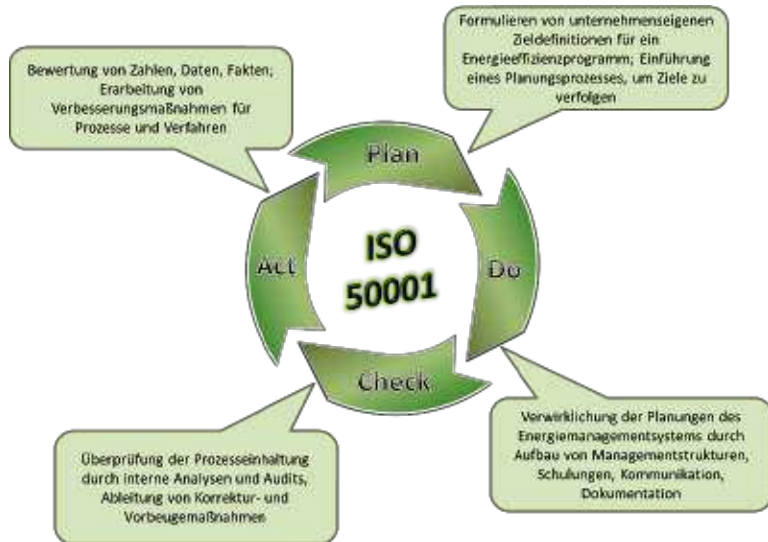 Formulieren von unternehmenseigenen
Zieldefinitionen für ein
Energieeffizienzprogramm; Einführung
eines Planungsprozesses, um Ziele zu
verfolgen
Bewertung von Zahlen, Daten, Fakten;
Erarbeitung von
Verbesserungsmaßnahmen für
Prozesse und Verfahren
Plan
Act
ISO
50001
Do
Check
Verwirklichung der Planungen des
Energiemanagementsystems durch
Aufbau von Managementstrukturen,
Schulungen, Kommunikation,
Dokumentation
Überprüfung der Prozesseinhaltung
durch interne Analysen und Audits,
Ableitung von Korrektur- und
Vorbeugemaßnahmen